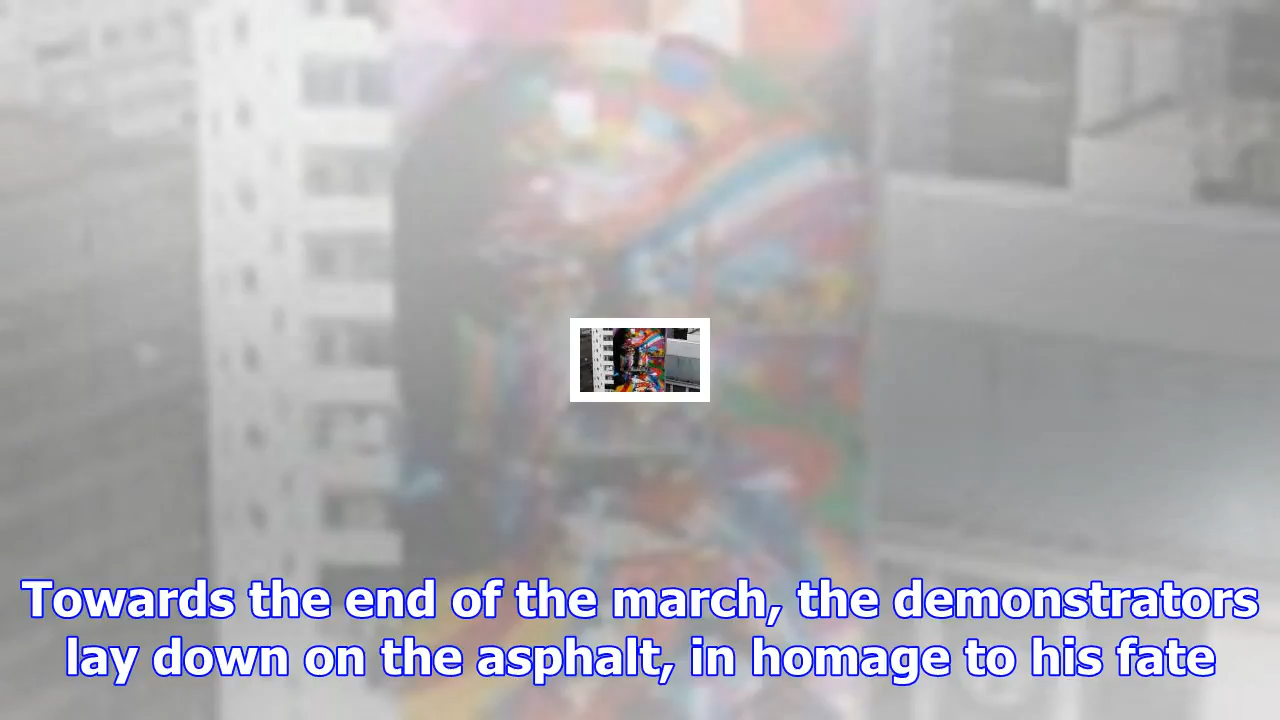 Towards the end of the march, the demonstrators
lay down on the asphalt, in homage to his fate